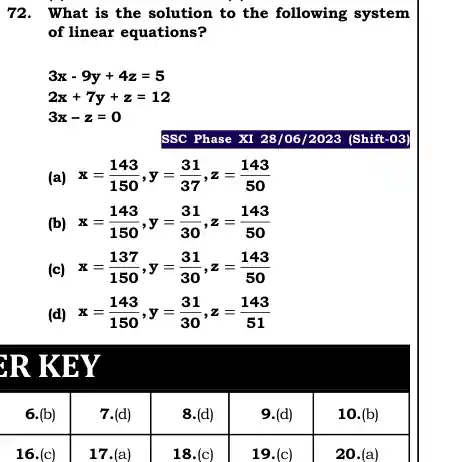 72. What is the solution to the following system
of linear equations?
3x - 9y + 4z = 5
2x + 7y + z = 12
3x – z = 0
SSC Phase XI 28/06/2023 (Shift-03)
(a) x = 143/150, y = 31/37, z = 143/50
(b) x = 143/150, y = 31/30, z = 143/50
(c) x = 137/150, y = 31/30, z = 143/50
(d) x = 143/150, y = 31/30, z = 143/51
ER KEY
6.(b) 7.(d) 8.(d) 9.(d) 10.(b)
16.(c) 17.(a) 18.(c) 19.(c) 20.(a)